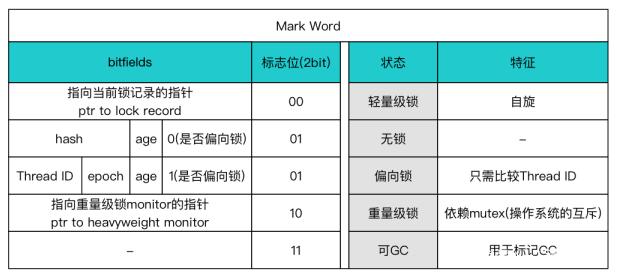 Mark Word
bitfields 标志位(2bit) 状态 特征
指向当前锁记录的指针
ptr to lock record 00 轻量级锁 自旋
hash age 0(是否偏向锁) 01 无锁 –
Thread ID epoch age 1(是否偏向锁) 01 偏向锁 只需比较Thread ID
指向重量级锁monitor的指针
ptr to heavyweight monitor 10 重量级锁 依赖mutex(操作系统的互斥)
– 11 可GC 用于标记GC